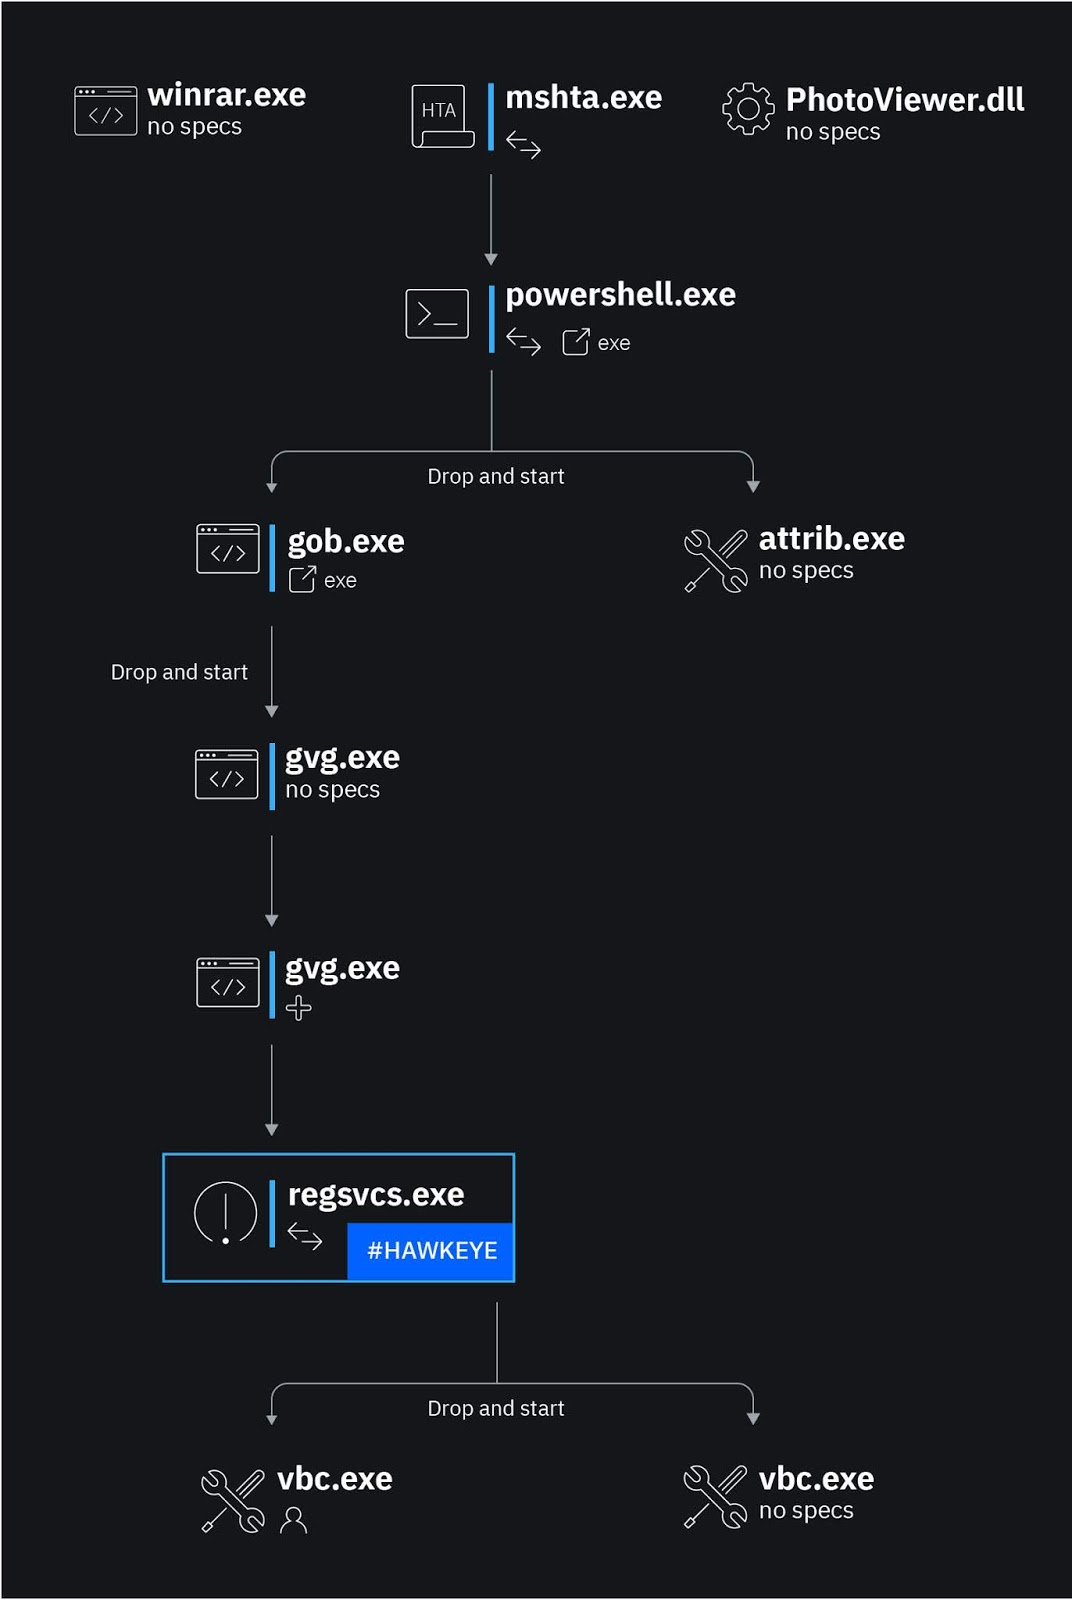 winrar.exe
no specs
HTA
mshta.exe
PhotoViewer.dll
no specs
powershell.exe
exe
Drop and start
gob.exe
exe
attrib.exe
no specs
Drop and start
gvg.exe
no specs
gvg.exe
regsvcs.exe
#HAWKEYE
Drop and start
vbc.exe
vbc.exe
no specs